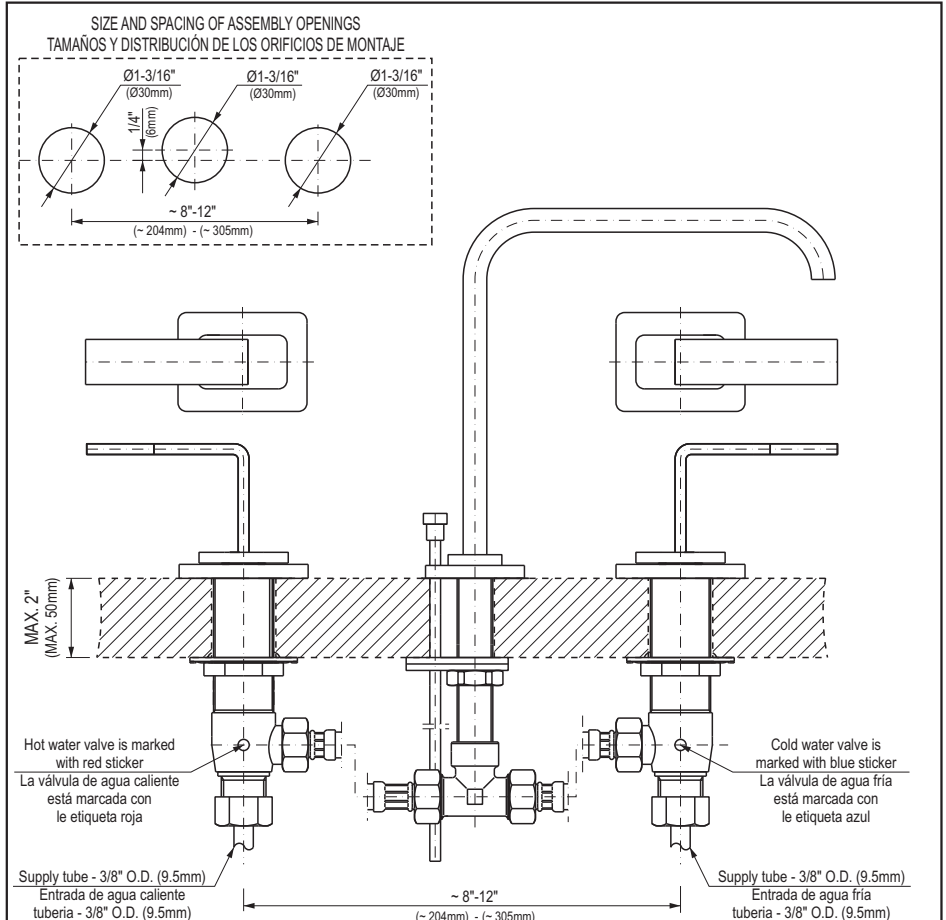 SIZE AND SPACING OF ASSEMBLY OPENINGS
TAMAÑOS Y DISTRIBUCIÓN DE LOS ORIFICIOS DE MONTAJE
Ø1-3/16"
(Ø30mm)
Ø1-3/16"
(Ø30mm)
Ø1-3/16"
(Ø30mm)
1/4"
(6mm)
~ 8"-12"
(~ 204mm) - (~ 305mm)
MAX. 2"
(MAX. 50mm)
Hot water valve is marked
with red sticker
La válvula de agua caliente
está marcada con
le etiqueta roja
Cold water valve is
marked with blue sticker
La válvula de agua fría
está marcada con
le etiqueta azul
Supply tube - 3/8" O.D. (9.5mm)
Entrada de agua caliente
tuberia - 3/8" O.D. (9.5mm)
~ 8"-12"
(~ 204mm) - (~ 305mm)
Supply tube - 3/8" O.D. (9.5mm)
Entrada de agua fría
tuberia - 3/8" O.D. (9.5mm)